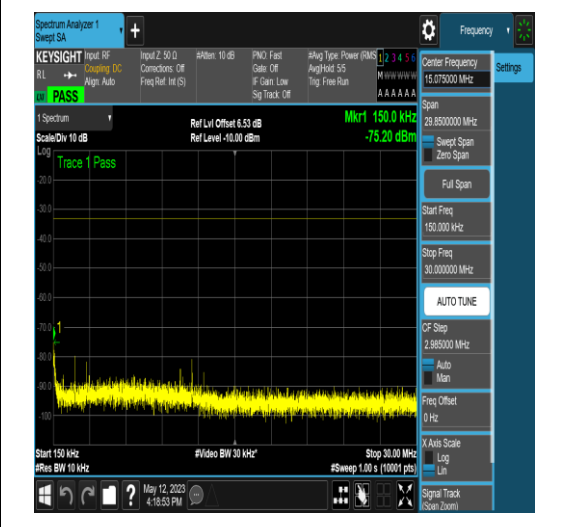 Spectrum Analyzer 1
Swept SA
+
Frequency
KEYSIGHT
RL
PASS
Input: RF
Coupling: DC
Align: Auto
Input Z: 50 Ω
Corrections: Off
Freq Ref: Int (S)
#Atten: 10 dB
PNO: Fast
Gate: Off
IF Gain: Low
Sig Track: Off
#Avg Type: Power (RMS
Avg|Hold: 5/5
Trig: Free Run
1 2 3 4 5 6
M W W W W W
A A A A A A
1 Spectrum
Scale/Div 10 dB
Ref Lvl Offset 6.53 dB
Ref Level -10.00 dBm
Mkr1 150.0 kHz
-75.20 dBm
Log
Trace 1 Pass
-20.0
-30.0
-40.0
-50.0
-60.0
-70.0
-80.0
-90.0
-100
1
Start 150 kHz
#Res BW 10 kHz
#Video BW 30 kHz*
Stop 30.00 MHz
#Sweep 1.00 s (10001 pts)
May 12, 2023
4:18:53 PM
?
Center Frequency
15.075000 MHz
Settings
Span
29.8500000 MHz
Swept Span
Zero Span
Full Span
Start Freq
150.000 kHz
Stop Freq
30.000000 MHz
AUTO TUNE
CF Step
2.985000 MHz
Auto
Man
Freq Offset
0 Hz
X Axis Scale
Log
Lin
Signal Track
(Span Zoom)